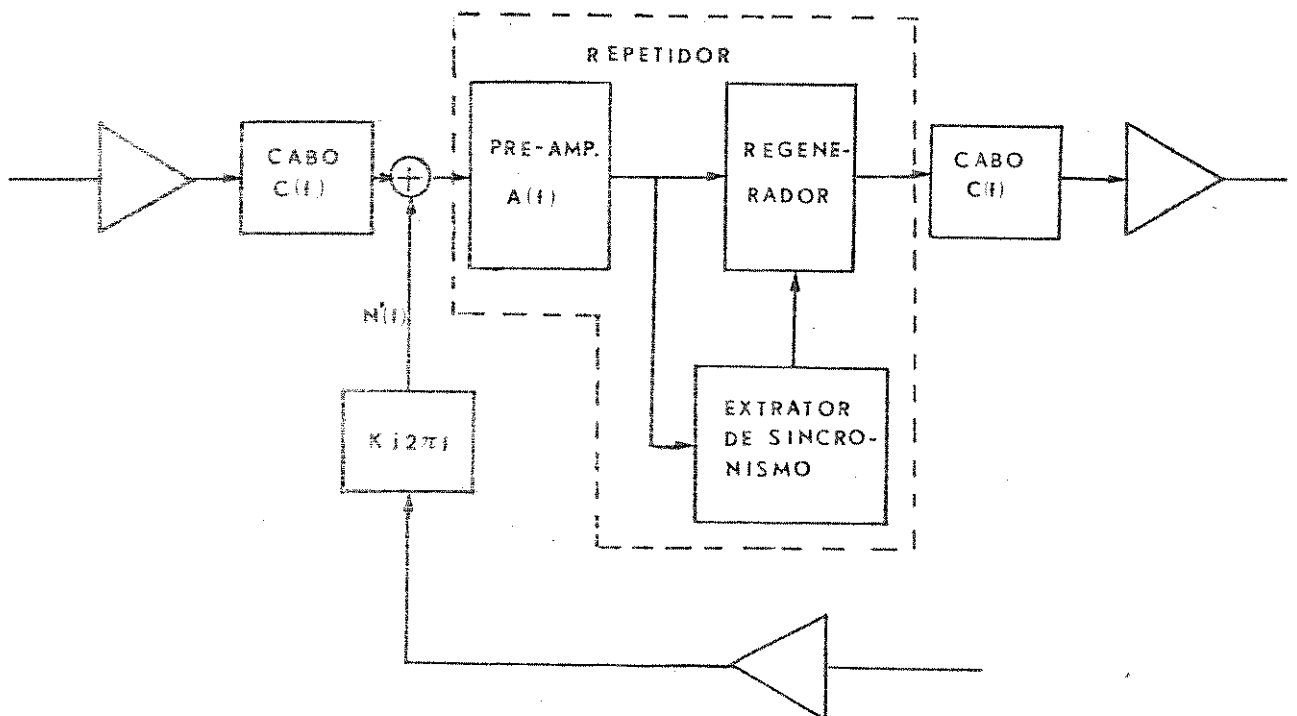 REPETIDOR
CABO
C(f)
PRE-AMP.
A(f)
REGENE-
RADOR
CABO
C(f)
N'(f)
K j2πf
EXTRATOR
DE SINCRO-
NISMO